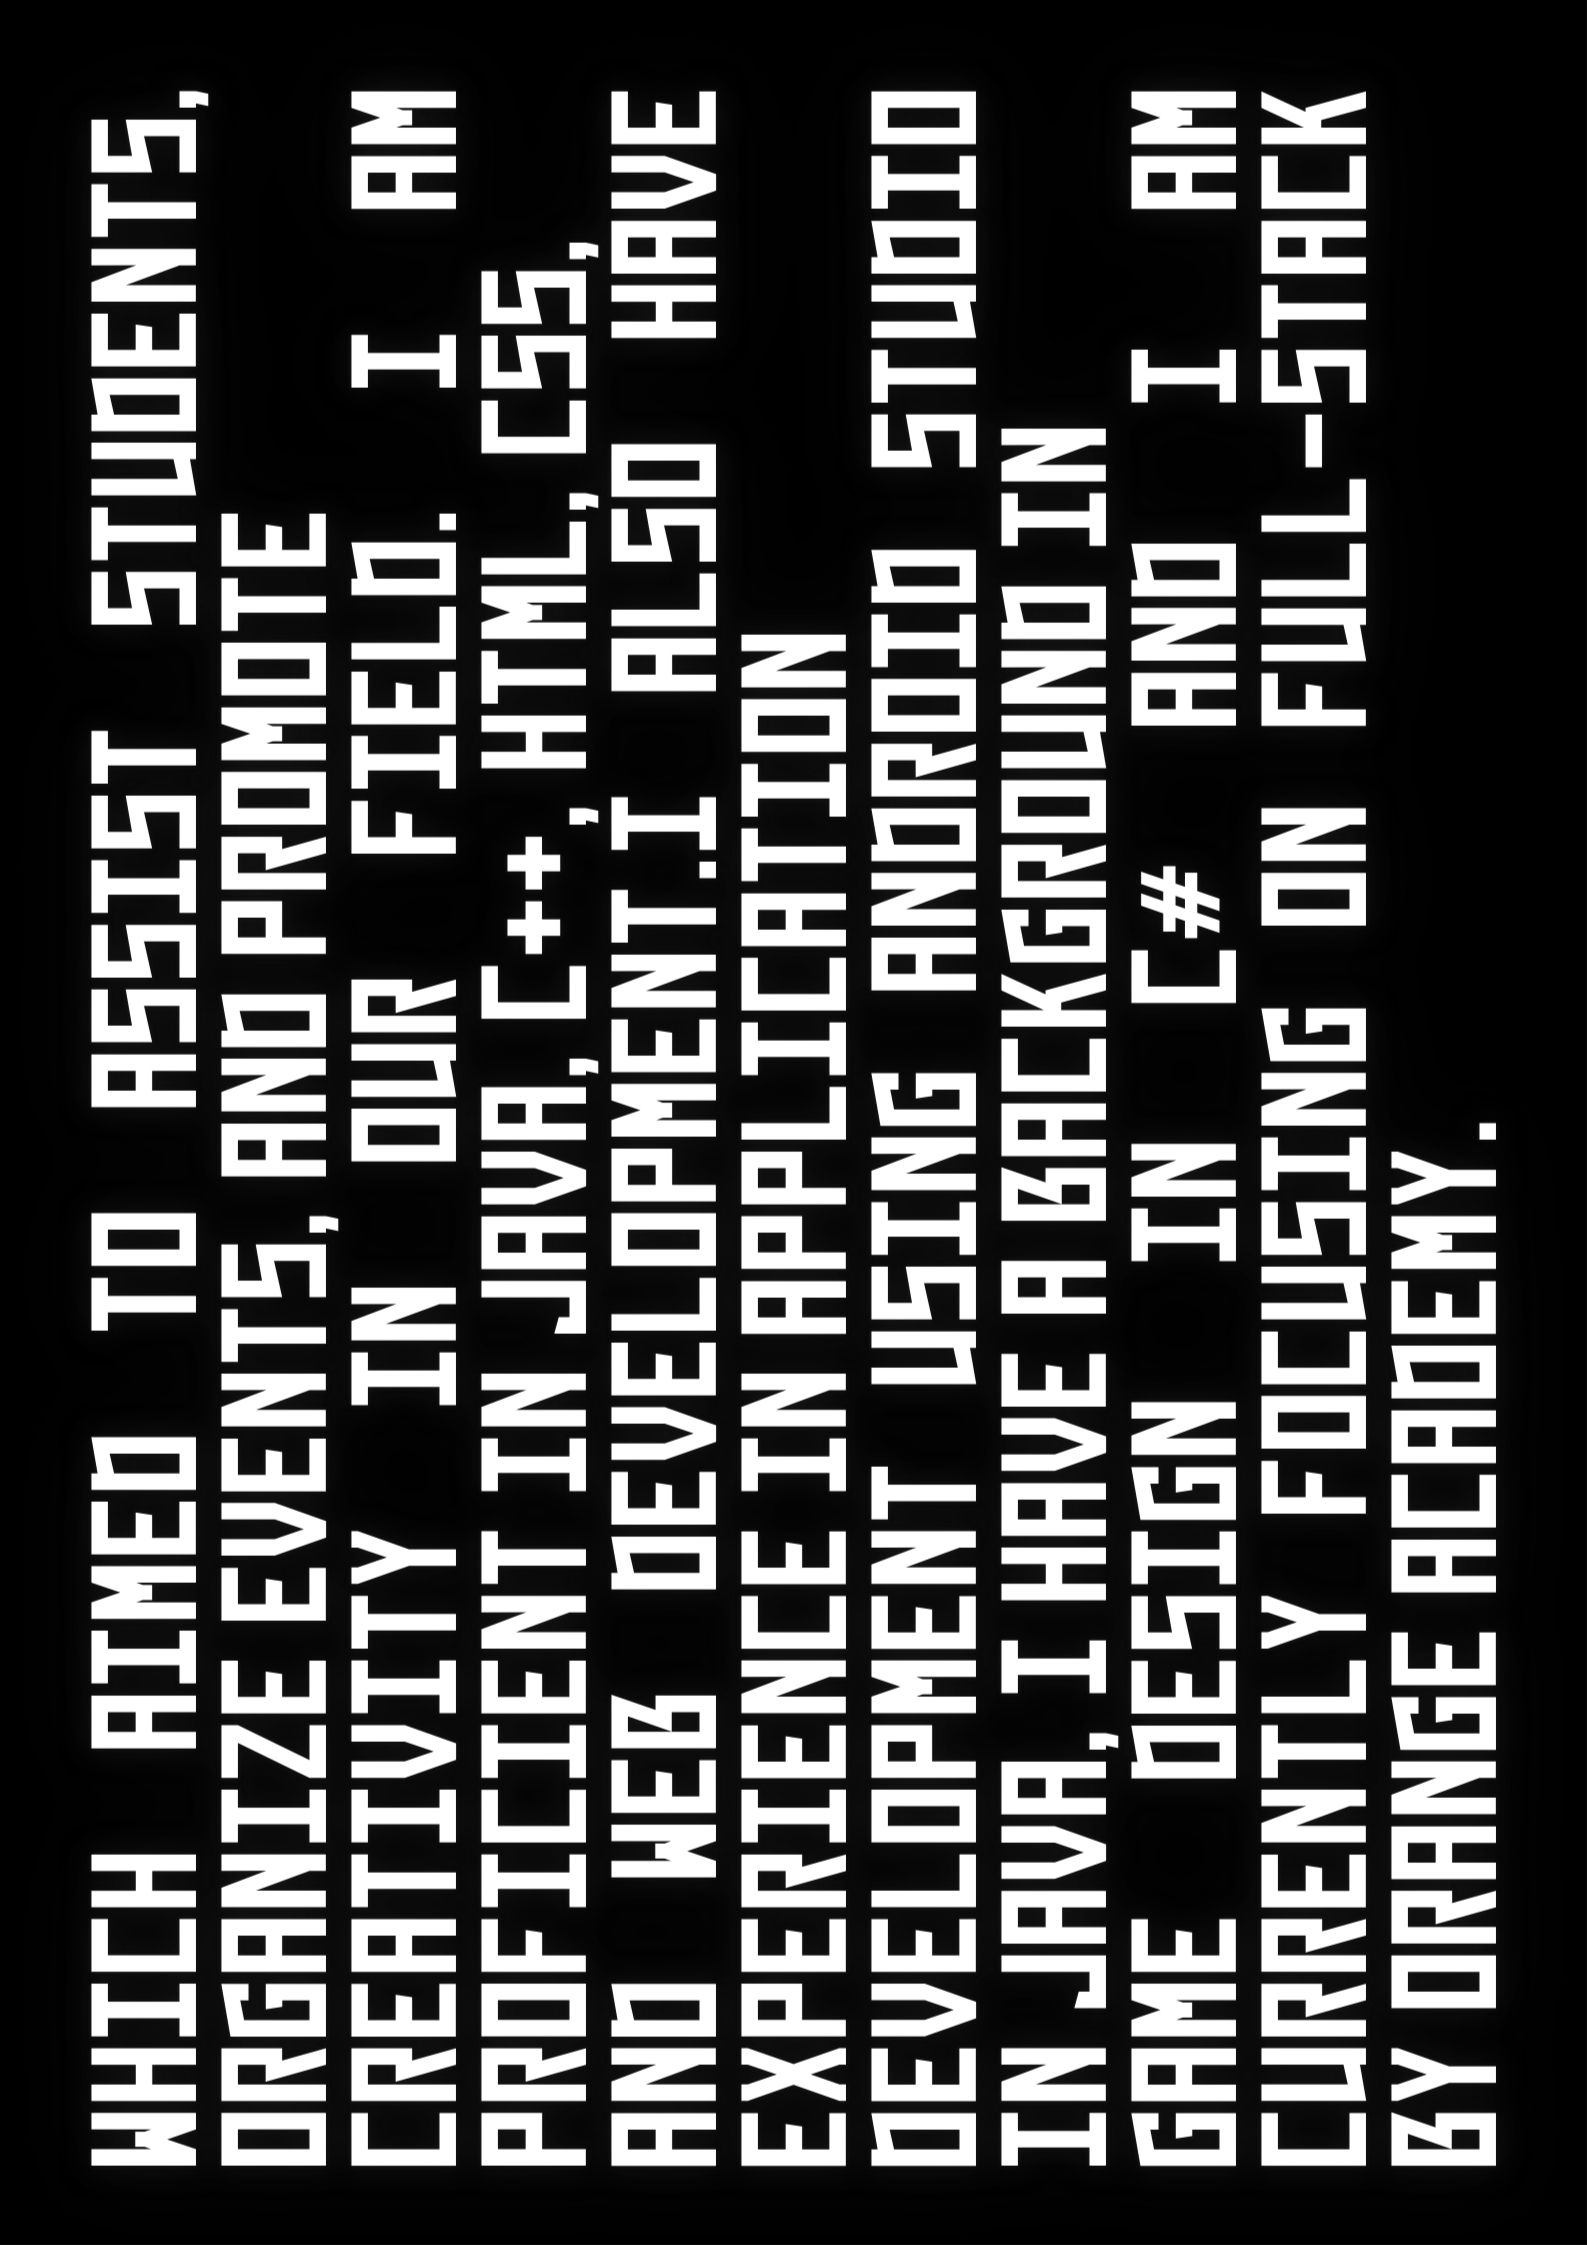 WHICH AIMED TO ASSIST STUDENTS,
ORGANIZE EVENTS, AND PROMOTE
CREATIVITY IN OUR FIELD. I AM
PROFICIENT IN JAVA, C++, HTML, CSS,
AND WEB DEVELOPMENT.I ALSO HAVE
EXPERIENCE IN APPLICATION
DEVELOPMENT USING ANDROID STUDIO
IN JAVA, I HAVE A BACKGROUND IN
GAME DESIGN IN C# AND I AM
CURRENTLY FOCUSING ON FULL-STACK
BY ORANGE ACADEMY.